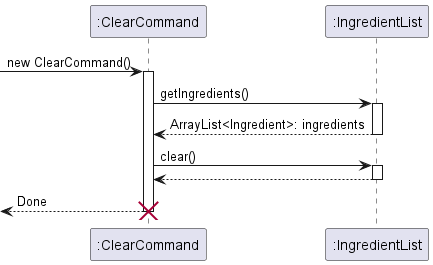 :ClearCommand
:IngredientList
new ClearCommand()
getIngredients()
ArrayList<Ingredient>: ingredients
clear()
Done
:ClearCommand
:IngredientList